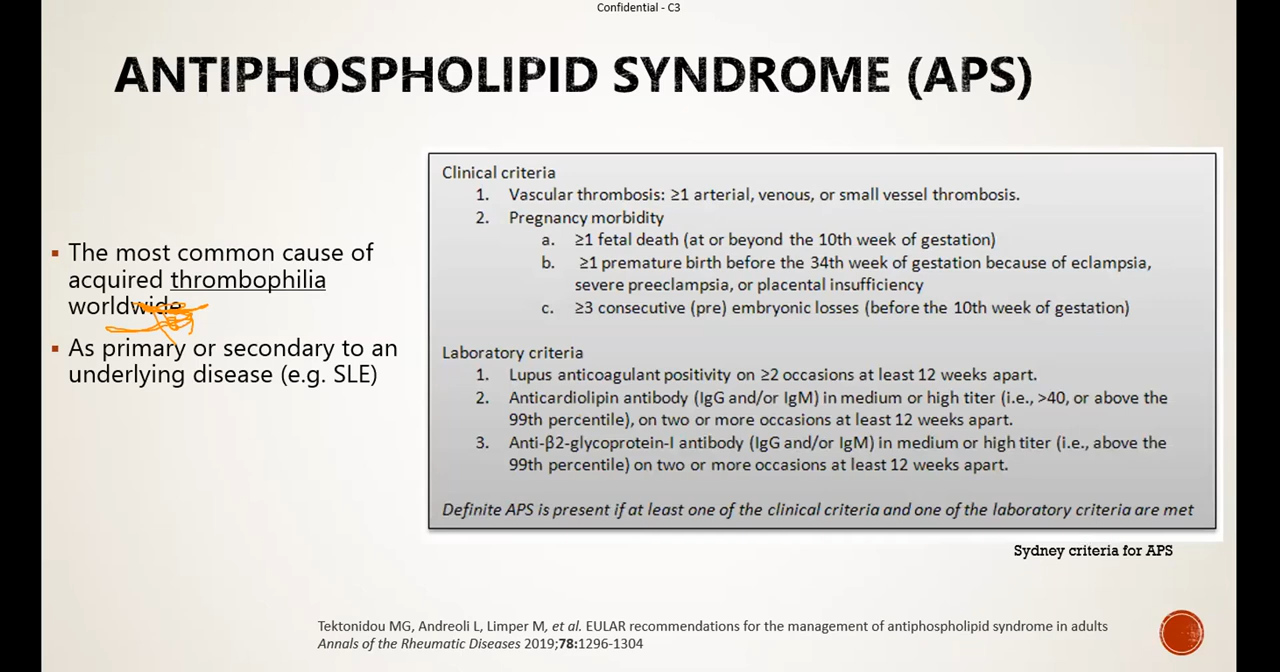 Confidential - C3
ANTIPHOSPHOLIPID SYNDROME (APS)
The most common cause of
acquired thrombophilia
worldwide
As primary or secondary to an
underlying disease (e.g. SLE)
Clinical criteria
1. Vascular thrombosis: ≥1 arterial, venous, or small vessel thrombosis.
2. Pregnancy morbidity
a. ≥1 fetal death (at or beyond the 10th week of gestation)
b. ≥1 premature birth before the 34th week of gestation because of eclampsia,
severe preeclampsia, or placental insufficiency
c. ≥3 consecutive (pre) embryonic losses (before the 10th week of gestation)
Laboratory criteria
1. Lupus anticoagulant positivity on ≥2 occasions at least 12 weeks apart.
2. Anticardiolipin antibody (IgG and/or IgM) in medium or high titer (i.e., >40, or above the
99th percentile), on two or more occasions at least 12 weeks apart.
3. Anti-β2-glycoprotein-I antibody (IgG and/or IgM) in medium or high titer (i.e., above the
99th percentile) on two or more occasions at least 12 weeks apart.
Definite APS is present if at least one of the clinical criteria and one of the laboratory criteria are met
Sydney criteria for APS
Tektonidou MG, Andreoli L, Limper M, et al. EULAR recommendations for the management of antiphospholipid syndrome in adults
Annals of the Rheumatic Diseases 2019;78:1296-1304